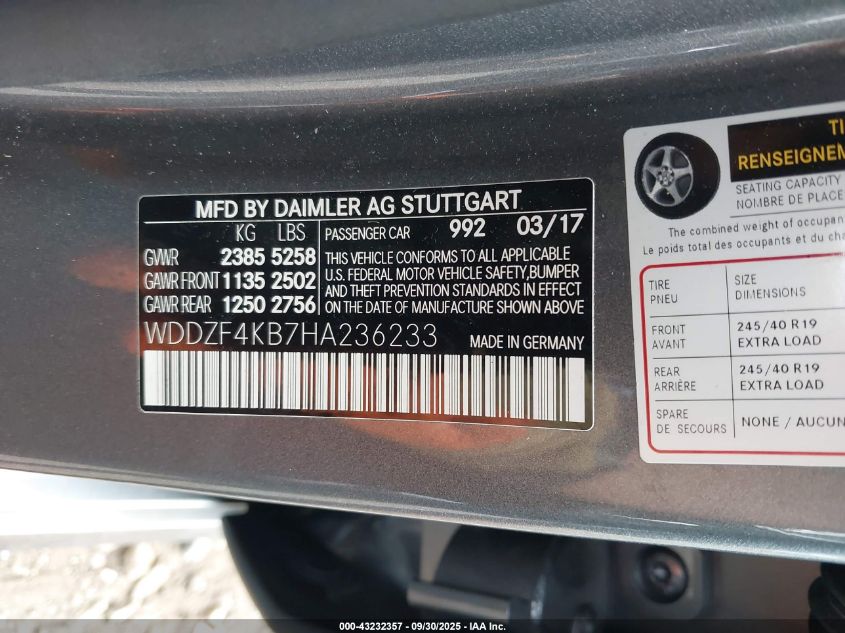 MFD BY DAIMLER AG STUTTGART
KG LBS PASSENGER CAR 992 03/17
GVWR 2385 5258
GAWR FRONT 1135 2502
GAWR REAR 1250 2756
THIS VEHICLE CONFORMS TO ALL APPLICABLE
U.S. FEDERAL MOTOR VEHICLE SAFETY,BUMPER
AND THEFT PREVENTION STANDARDS IN EFFECT
ON THE DATE OF MANUFACTURE SHOWN ABOVE
WDDZF4KB7HA236233 MADE IN GERMANY
RENSEIGNEM
SEATING CAPACITY
NOMBRE DE PLACE
The combined weight of occupan
Le poids total des occupants et du cha
TIRE SIZE
PNEU DIMENSIONS
FRONT 245/40 R19
AVANT EXTRA LOAD
REAR 245/40 R19
ARRIÈRE EXTRA LOAD
SPARE NONE / AUCUN
DE SECOURS
000-43232357 - 09/30/2025 - IAA Inc.